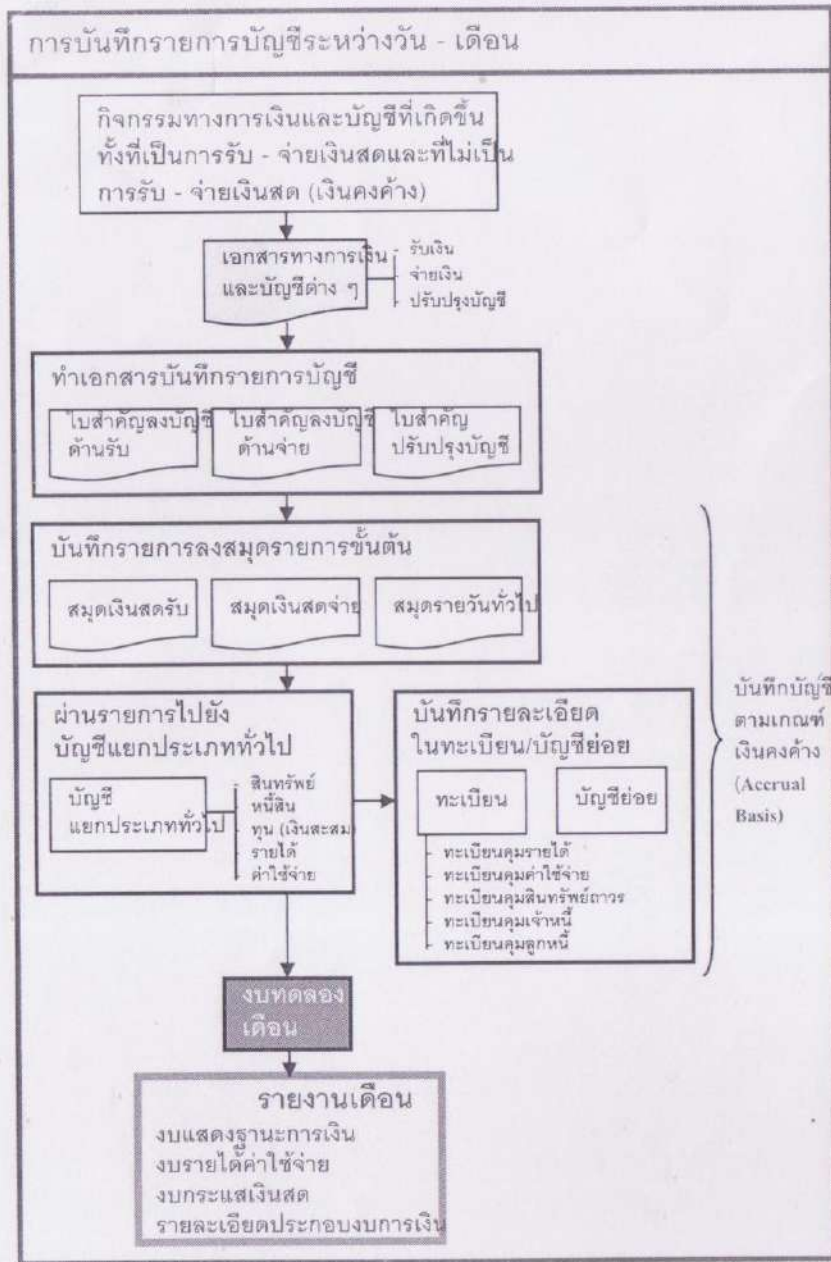 การบันทึกรายการบัญชีระหว่างวัน - เดือน
กิจกรรมทางการเงินและบัญชีที่เกิดขึ้น
ทั้งที่เป็นการรับ - จ่ายเงินสดและที่ไม่เป็น
การรับ - จ่ายเงินสด (เงินคงค้าง)
เอกสารทางการเงิน
และบัญชีต่าง ๆ
- รับเงิน
- จ่ายเงิน
- ปรับปรุงบัญชี
ทำเอกสารบันทึกรายการบัญชี
ใบสำคัญลงบัญชี
ด้านรับ
ใบสำคัญลงบัญชี
ด้านจ่าย
ใบสำคัญ
ปรับปรุงบัญชี
บันทึกรายการลงสมุดรายการขั้นต้น
สมุดเงินสดรับ
สมุดเงินสดจ่าย
สมุดรายวันทั่วไป
ผ่านรายการไปยัง
บัญชีแยกประเภททั่วไป
บัญชี
แยกประเภททั่วไป
- สินทรัพย์
- หนี้สิน
- ทุน (เงินสะสม)
- รายได้
- ค่าใช้จ่าย
บันทึกรายละเอียด
ในทะเบียน/บัญชีย่อย
ทะเบียน
บัญชีย่อย
- ทะเบียนคุมรายได้
- ทะเบียนคุมค่าใช้จ่าย
- ทะเบียนคุมสินทรัพย์ถาวร
- ทะเบียนคุมเจ้าหนี้
- ทะเบียนคุมลูกหนี้
บันทึกบัญชี
ตามเกณฑ์
เงินคงค้าง
(Accrual
Basis)
งบทดลอง
เดือน
รายงานเดือน
งบแสดงฐานะการเงิน
งบรายได้ค่าใช้จ่าย
งบกระแสเงินสด
รายละเอียดประกอบงบการเงิน